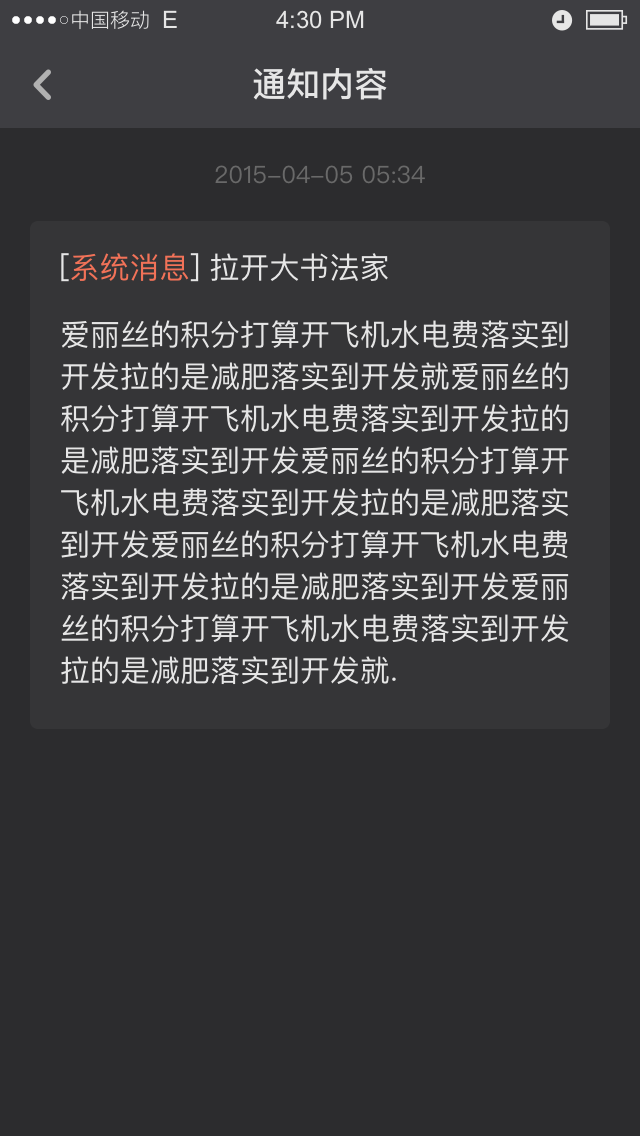 中国移动 E 4:30 PM
通知内容
2015-04-05 05:34
[系统消息] 拉开大书法家
爱丽丝的积分打算开飞机水电费落实到
开发拉的是减肥落实到开发就爱丽丝的
积分打算开飞机水电费落实到开发拉的
是减肥落实到开发爱丽丝的积分打算开
飞机水电费落实到开发拉的是减肥落实
到开发爱丽丝的积分打算开飞机水电费
落实到开发拉的是减肥落实到开发爱丽
丝的积分打算开飞机水电费落实到开发
拉的是减肥落实到开发就.